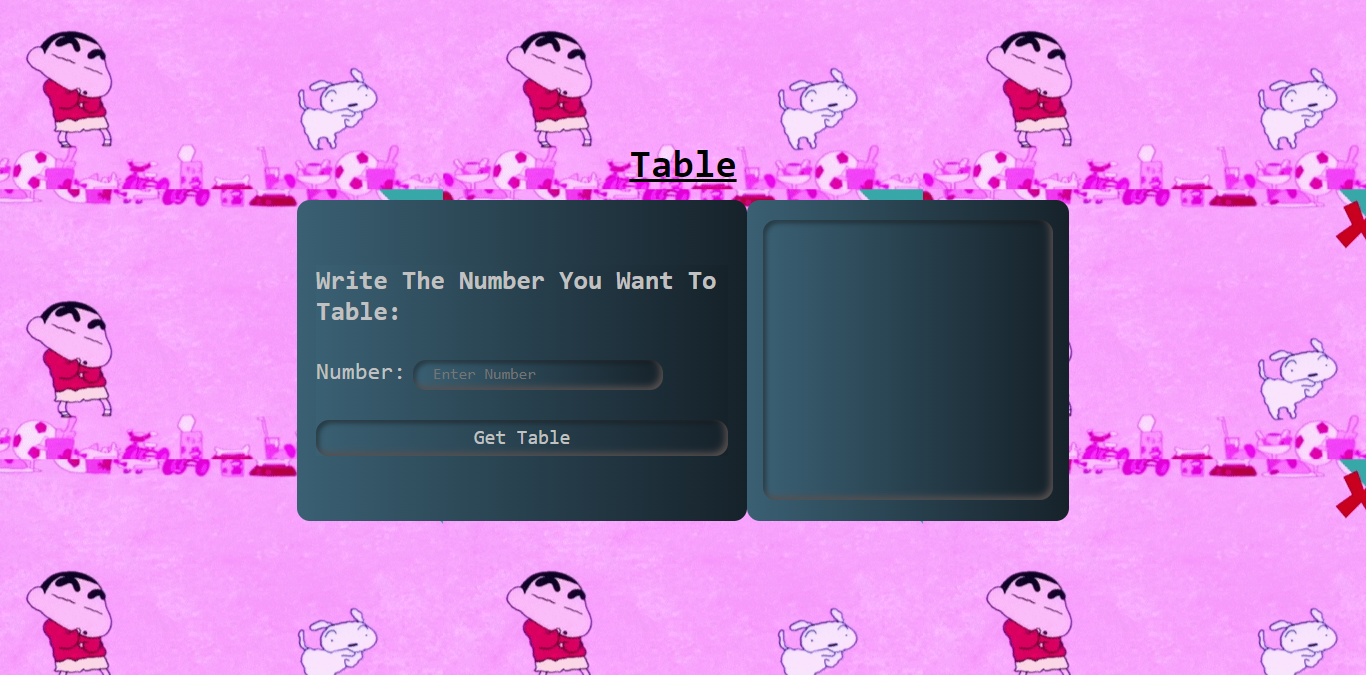 Table
Write The Number You Want To
Table:
Number: Enter Number
Get Table